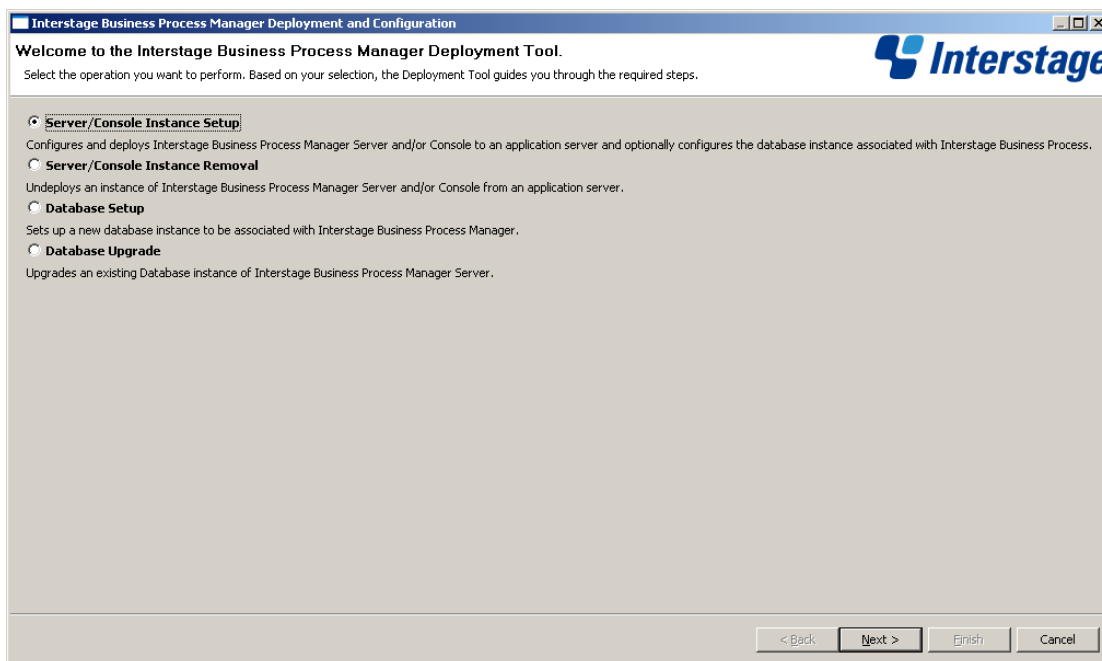 Interstage Business Process Manager Deployment and Configuration
Welcome to the Interstage Business Process Manager Deployment Tool.
Select the operation you want to perform. Based on your selection, the Deployment Tool guides you through the required steps.
Interstage
Server/Console Instance Setup
Configures and deploys Interstage Business Process Manager Server and/or Console to an application server and optionally configures the database instance associated with Interstage Business Process.
Server/Console Instance Removal
Undeploys an instance of Interstage Business Process Manager Server and/or Console from an application server.
Database Setup
Sets up a new database instance to be associated with Interstage Business Process Manager.
Database Upgrade
Upgrades an existing Database instance of Interstage Business Process Manager Server.
< Back Next > Finish Cancel